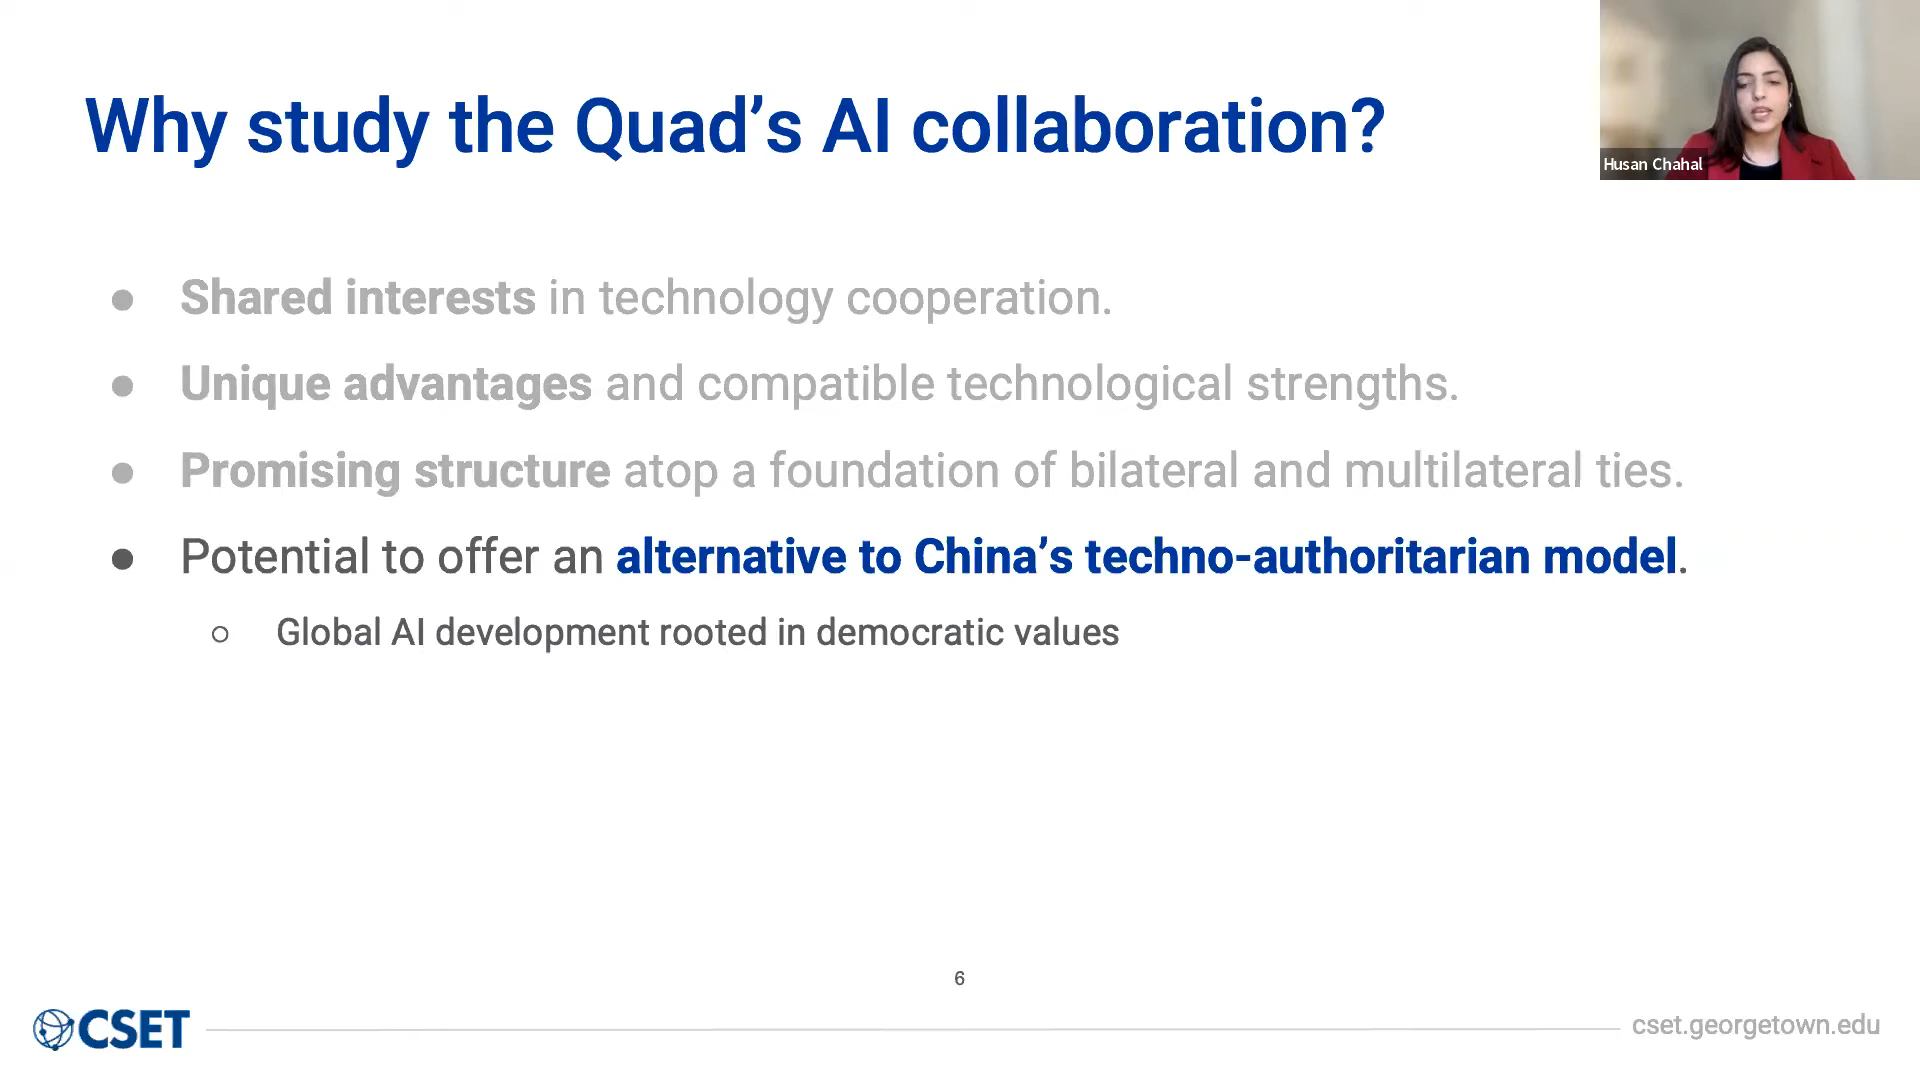 Why study the Quad’s AI collaboration?
Husan Chahal
● Shared interests in technology cooperation.
● Unique advantages and compatible technological strengths.
● Promising structure atop a foundation of bilateral and multilateral ties.
● Potential to offer an alternative to China’s techno-authoritarian model.
○ Global AI development rooted in democratic values
6
CSET
cset.georgetown.edu